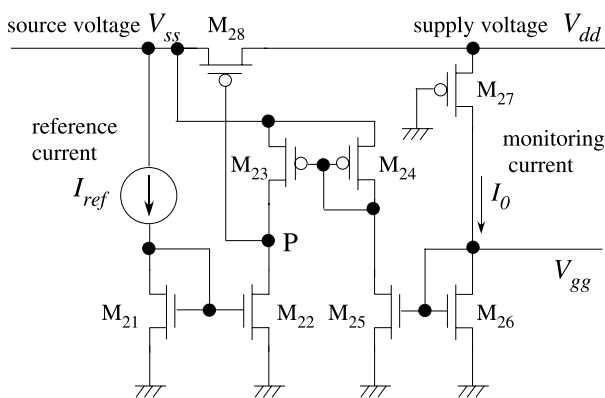 source voltage Vss
M28
supply voltage Vdd
M27
reference
current
M23
M24
monitoring
current
Iref
I0
P
Vgg
M21
M22
M25
M26